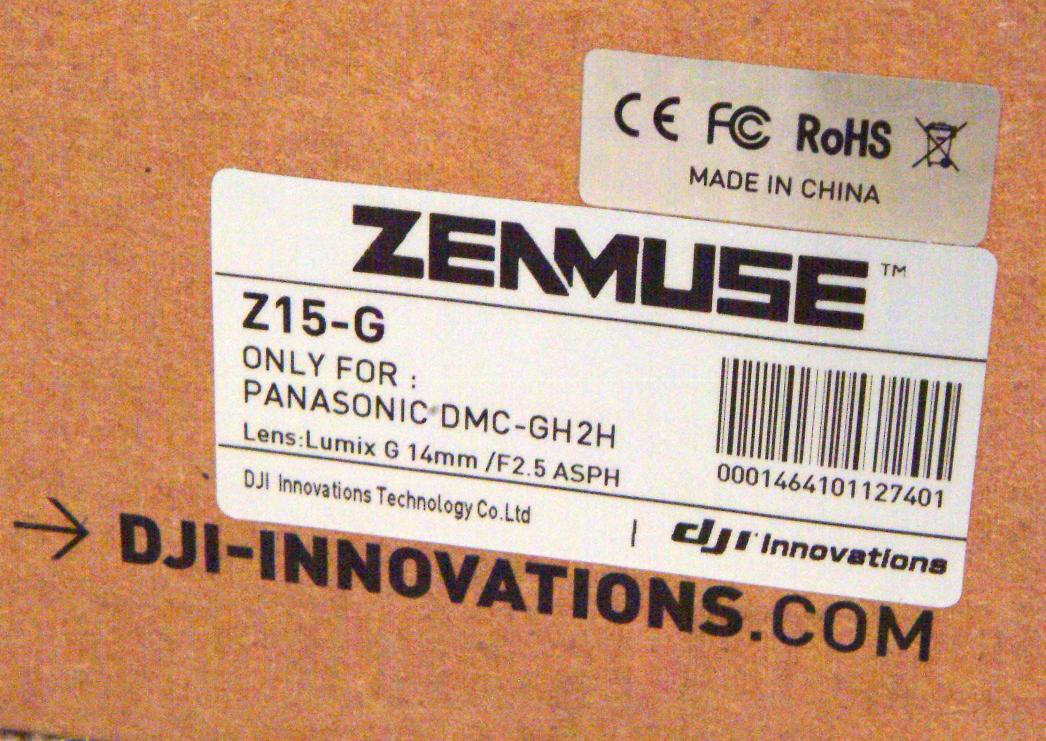 CE FC RoHS
MADE IN CHINA
ZENMUSE™
Z15-G
ONLY FOR :
PANASONIC DMC-GH2H
Lens:Lumix G 14mm /F2.5 ASPH
0001464101127401
DJI Innovations Technology Co.Ltd
| dji innovations
→ DJI-INNOVATIONS.COM